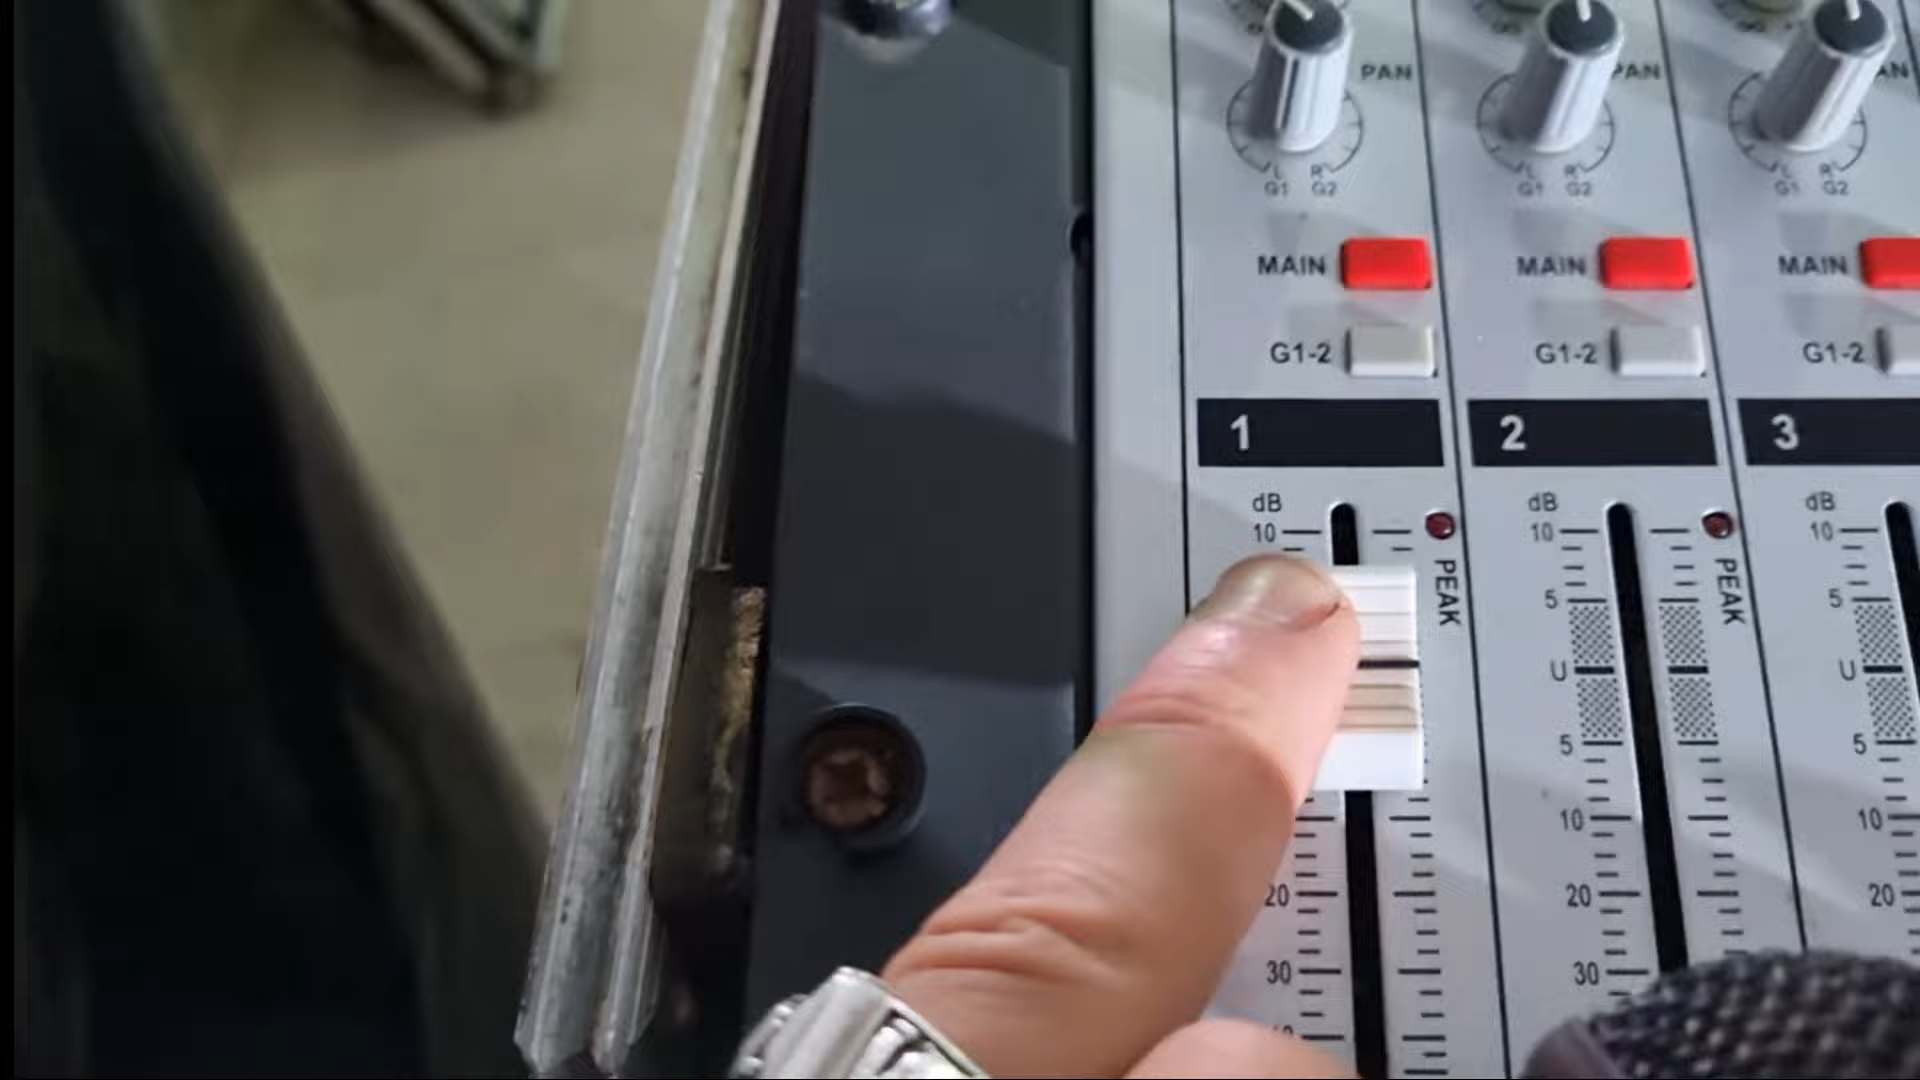 PAN PAN AN
L R L R L R
G1 G2 G1 G2 G1 G2
MAIN MAIN MAIN
G1-2 G1-2 G1-2
1 2 3
dB dB dB
10 10 10
PEAK PEAK
5 5
U U
5 5
10 10
20 20 20
30 30